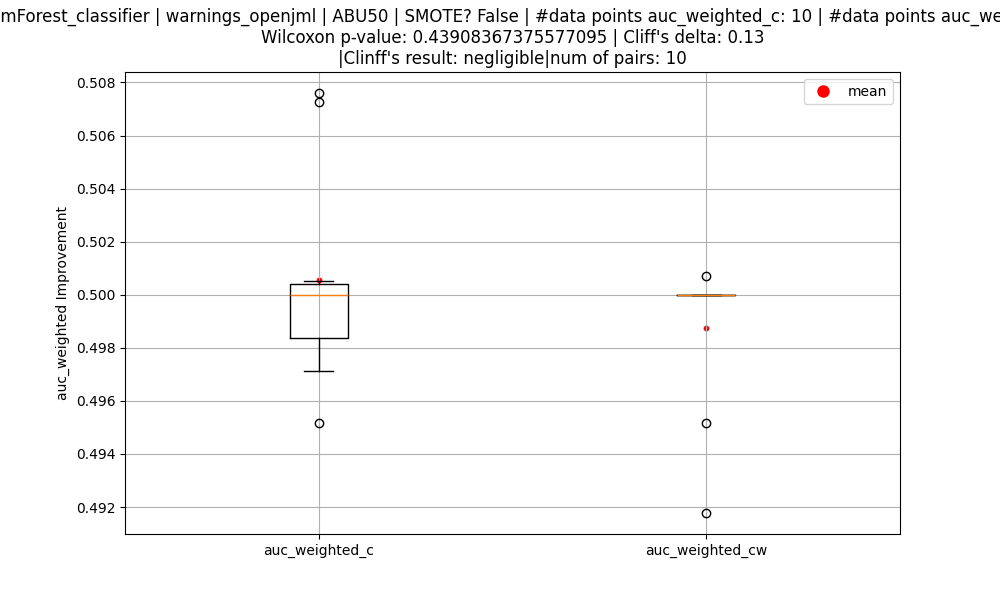 mForest_classifier | warnings_openjml | ABU50 | SMOTE? False | #data points auc_weighted_c: 10 | #data points auc_we
Wilcoxon p-value: 0.43908367375577095 | Cliff's delta: 0.13
|Clinff's result: negligible|num of pairs: 10
mean
0.508
0.506
0.504
0.502
0.500
0.498
0.496
0.494
0.492
auc_weighted Improvement
auc_weighted_c
auc_weighted_cw